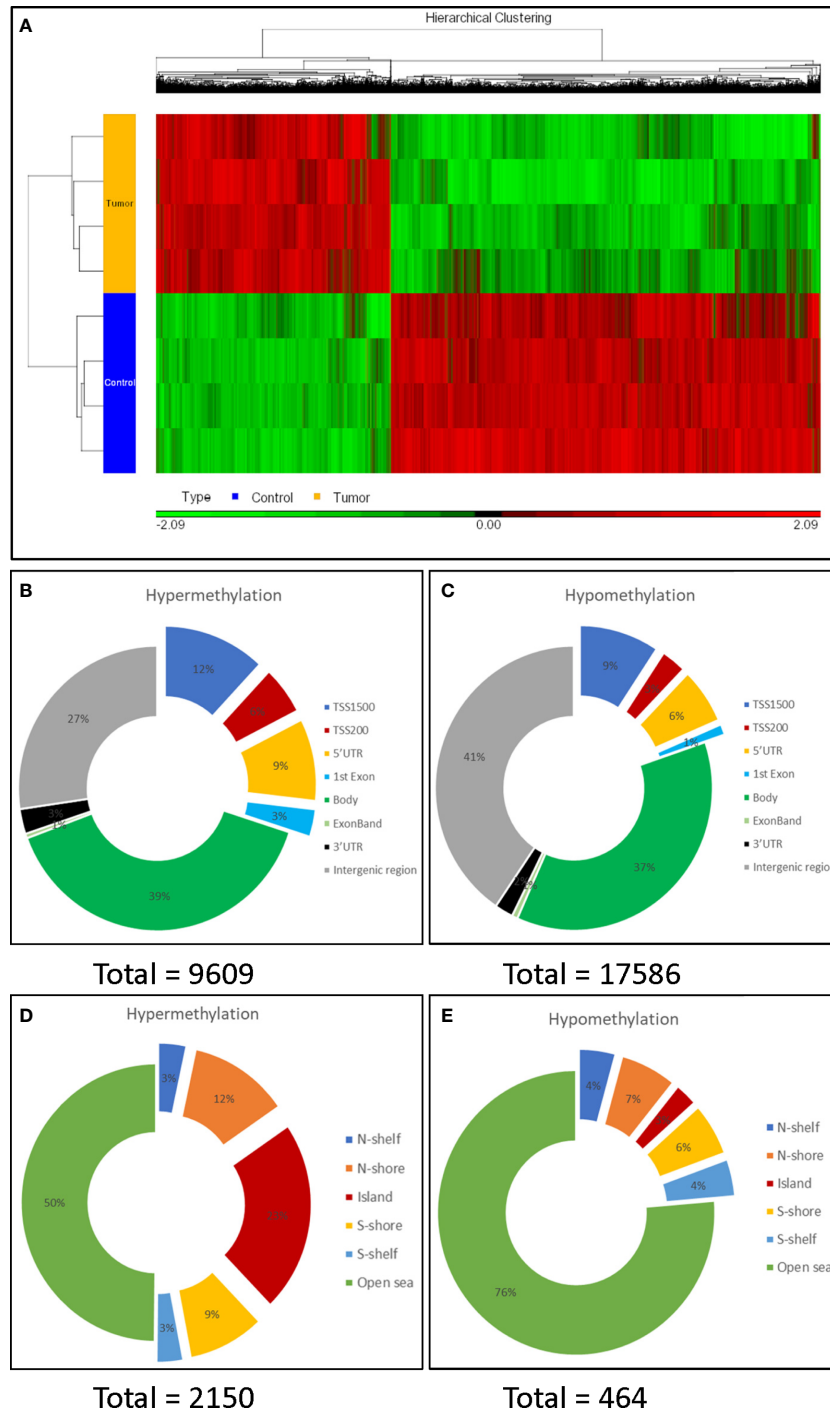 A
Hierarchical Clustering
Tumor
Control
Type Control Tumor
-2.09 0.00 2.09
B
Hypermethylation
12%
9%
3%
39%
3%
27%
TSS1500
TSS200
5'UTR
1st Exon
Body
ExonBand
3'UTR
Intergenic region
Total = 9609
C
Hypomethylation
9%
6%
1%
37%
41%
TSS1500
TSS200
5'UTR
1st Exon
Body
ExonBand
3'UTR
Intergenic regio
Total = 17586
D
Hypermethylation
3%
12%
9%
3%
50%
N-shelf
N-shore
Island
S-shore
S-shelf
Open sea
Total = 2150
E
Hypomethylation
4%
7%
6%
4%
76%
N-shelf
N-shore
Island
S-shore
S-shelf
Open sea
Total = 464